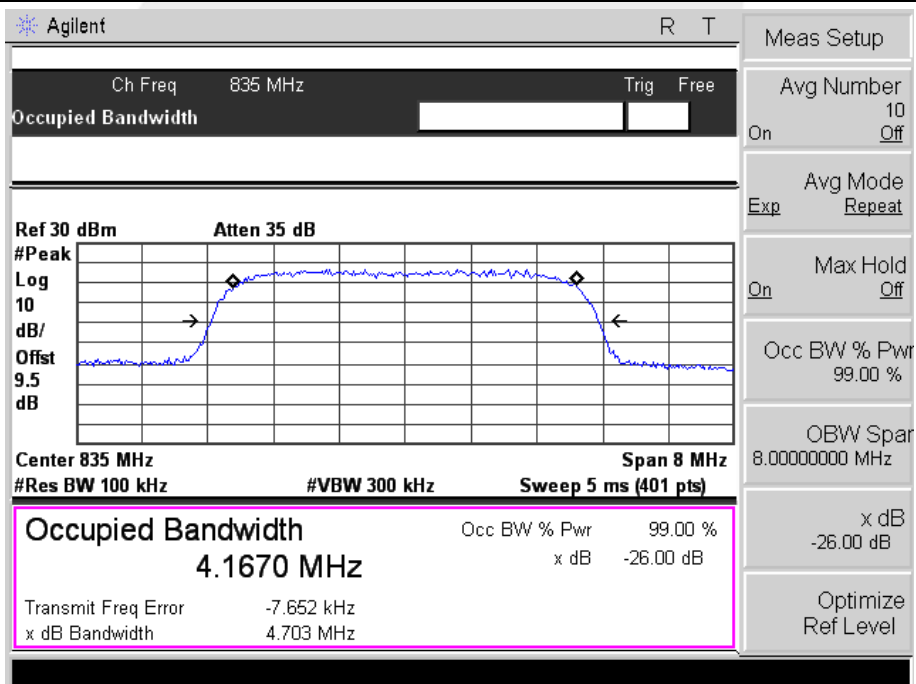 Agilent R T
Meas Setup
Ch Freq 835 MHz Trig Free
Occupied Bandwidth
Avg Number
10
On Off
Avg Mode
Exp Repeat
Max Hold
On Off
Occ BW % Pwr
99.00 %
OBW Span
8.00000000 MHz
x dB
-26.00 dB
Optimize
Ref Level
Ref 30 dBm Atten 35 dB
#Peak
Log
10
dB/
Offst
9.5
dB
Center 835 MHz Span 8 MHz
#Res BW 100 kHz #VBW 300 kHz Sweep 5 ms (401 pts)
Occupied Bandwidth Occ BW % Pwr 99.00 %
4.1670 MHz x dB -26.00 dB
Transmit Freq Error -7.652 kHz
x dB Bandwidth 4.703 MHz